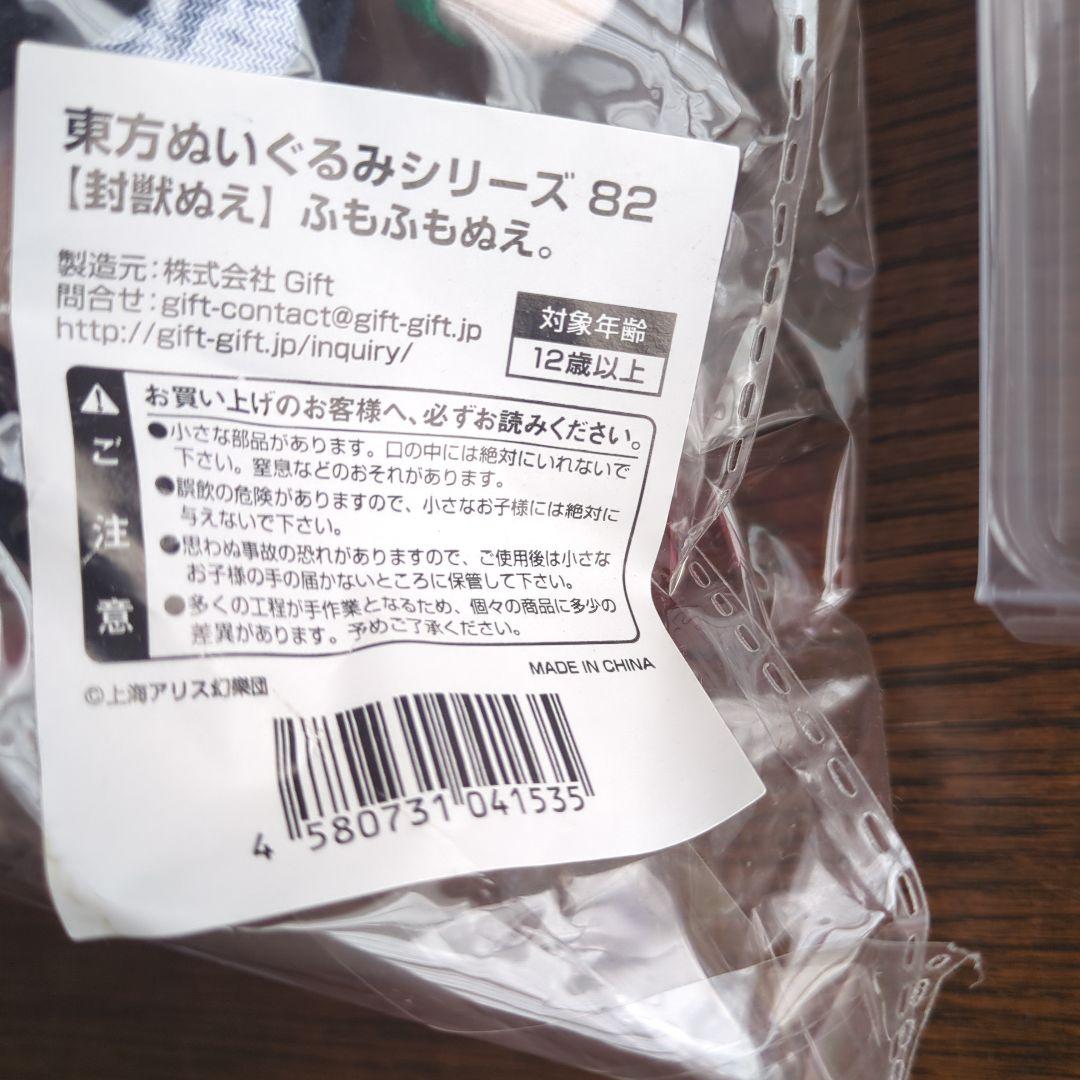 東方ぬいぐるみシリーズ 82
【封獣ぬえ】ふもふもぬえ。
製造元：株式会社 Gift
問合せ：gift-contact@gift-gift.jp
http://gift-gift.jp/inquiry/
対象年齢
12歳以上
ご注意
お買い上げのお客様へ、必ずお読みください。
●小さな部品があります。口の中には絶対にいれないで
下さい。窒息などのおそれがあります。
●誤飲の危険がありますので、小さなお子様には絶対に
与えないで下さい。
●思わぬ事故の恐れがありますので、ご使用後は小さな
お子様の手の届かないところに保管して下さい。
●多くの工程が手作業となるため、個々の商品に多少の
差異があります。予めご了承ください。
MADE IN CHINA
©上海アリス幻樂団
4 580731 041535